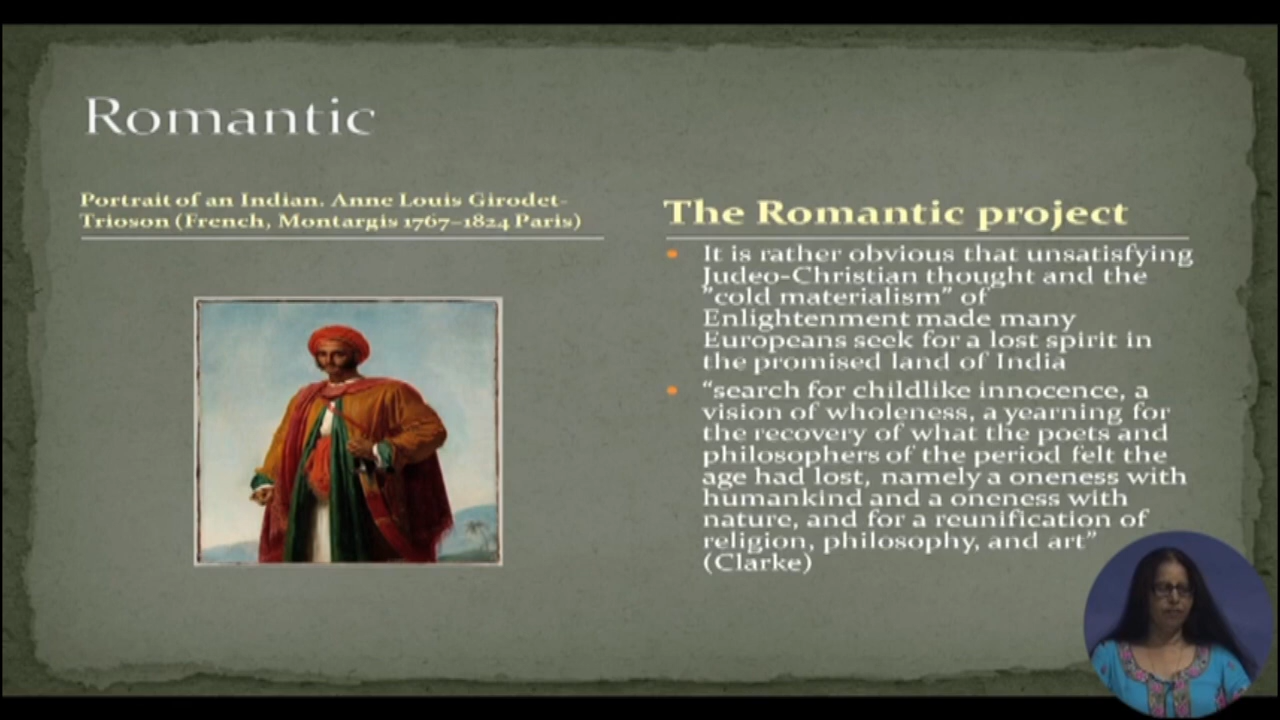 Romantic
Portrait of an Indian. Anne Louis Girodet-
Trioson (French, Montargis 1767–1824 Paris)
The Romantic project
It is rather obvious that unsatisfying
Judeo-Christian thought and the
"cold materialism" of
Enlightenment made many
Europeans seek for a lost spirit in
the promised land of India
"search for childlike innocence, a
vision of wholeness, a yearning for
the recovery of what the poets and
philosophers of the period felt the
age had lost, namely a oneness with
humankind and a oneness with
nature, and for a reunification of
religion, philosophy, and art"
(Clarke)